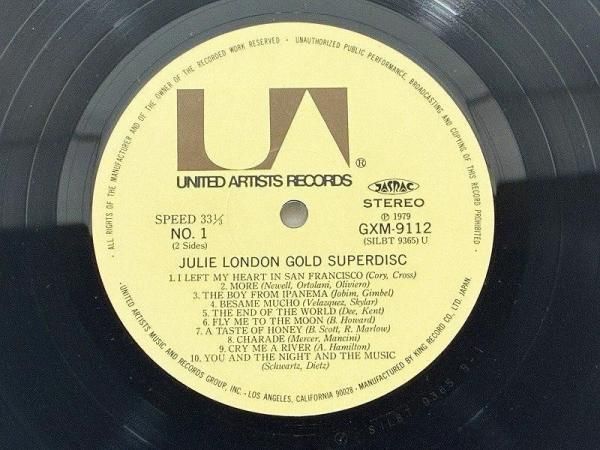 · ALL RIGHTS OF THE MANUFACTURER AND OF THE OWNER OF THE RECORDED WORK RESERVED · UNAUTHORIZED PUBLIC PERFORMANCE, BROADCASTING AND COPYING OF THIS RECORD PROHIBITED ·
UA
®
UNITED ARTISTS RECORDS
JASRAC
SPEED 33⅓
STEREO
℗ 1979
NO. 1
GXM-9112
(2 Sides)
(SILBT 9365) U
JULIE LONDON GOLD SUPERDISC
1. I LEFT MY HEART IN SAN FRANCISCO (Cory, Cross)
2. MORE (Newell, Ortolani, Oliviero)
3. THE BOY FROM IPANEMA (Jobim, Gimbel)
4. BESAME MUCHO (Velazquez, Skylar)
5. THE END OF THE WORLD (Dee, Kent)
6. FLY ME TO THE MOON (B. Howard)
7. A TASTE OF HONEY (B. Scott, R. Marlow)
8. CHARADE (Mercer, Mancini)
9. CRY ME A RIVER (A. Hamilton)
10. YOU AND THE NIGHT AND THE MUSIC
(Schwartz, Dietz)
· UNITED ARTISTS MUSIC AND RECORDS GROUP, INC. · LOS ANGELES, CALIFORNIA 90028 · MANUFACTURED BY KING RECORD CO. LTD. JAPAN.
SILBT 9365